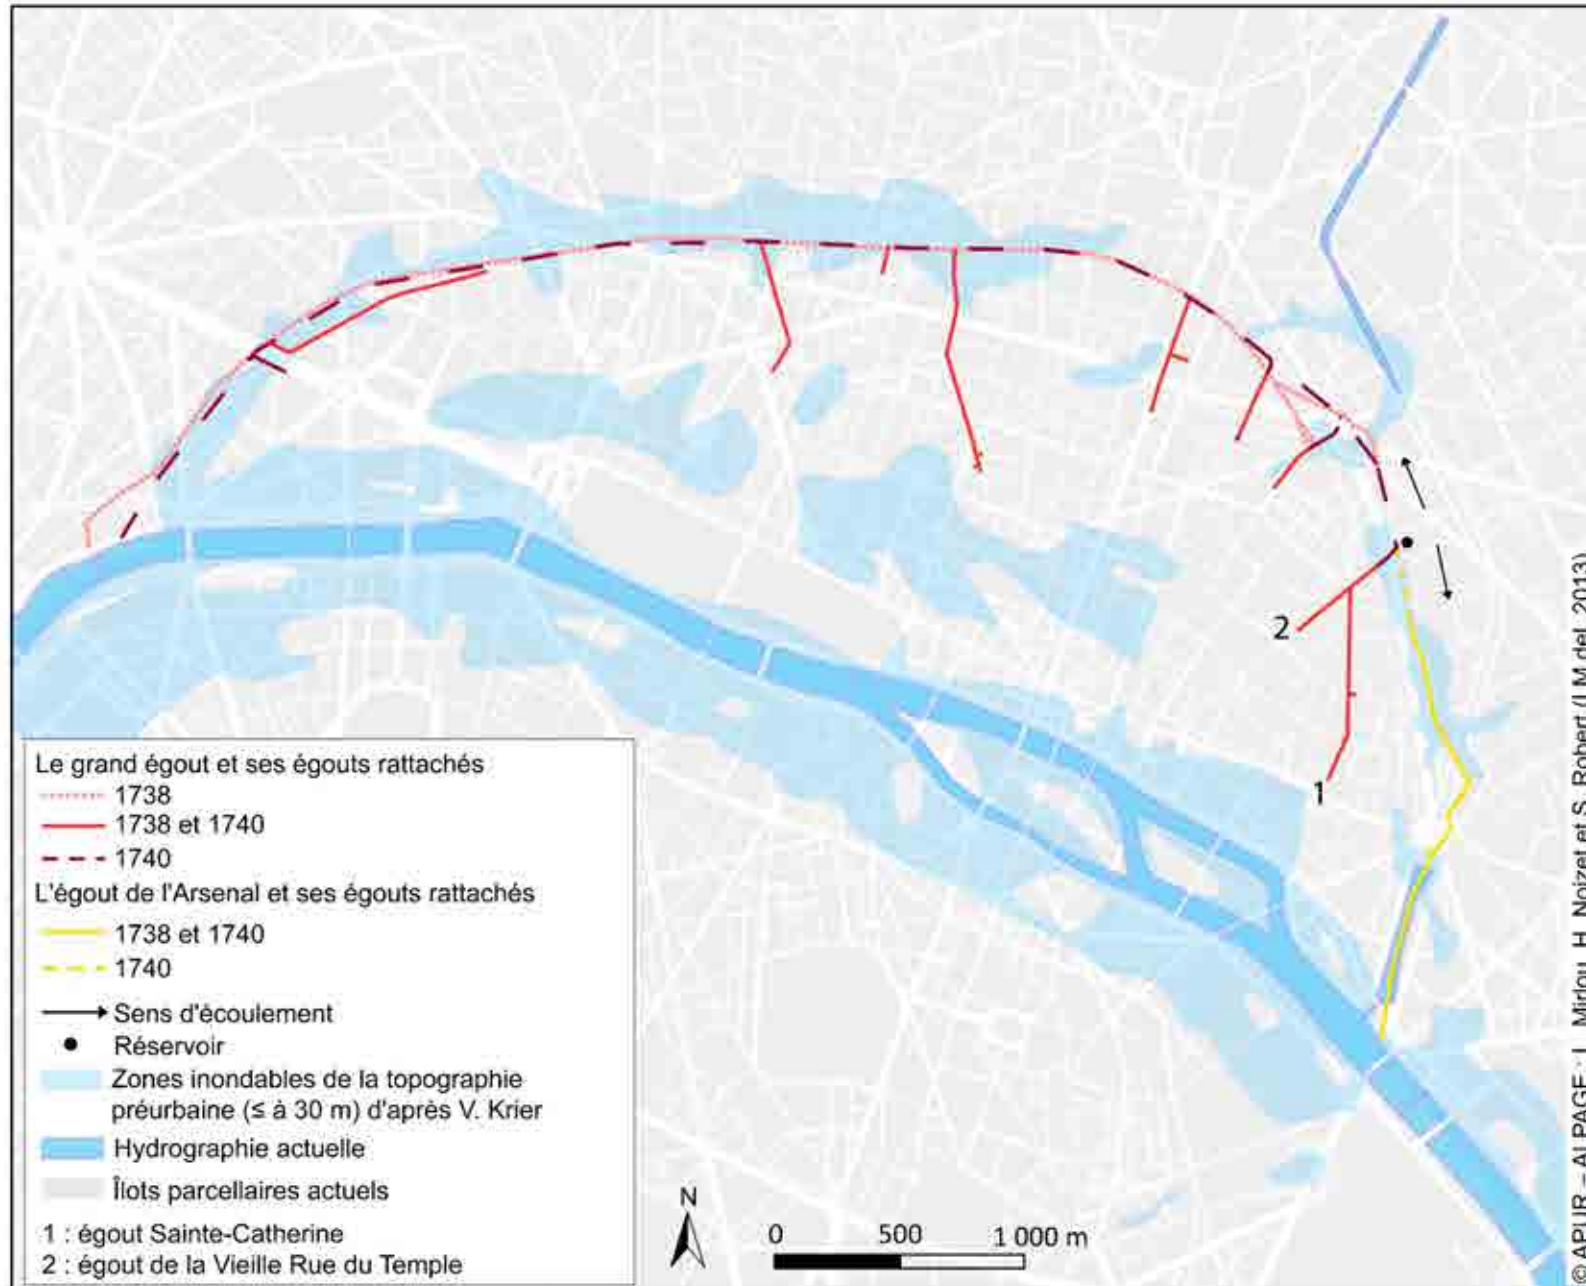 2
1
Le grand égout et ses égouts rattachés
1738
1738 et 1740
1740
L'égout de l'Arsenal et ses égouts rattachés
1738 et 1740
1740
Sens d'écoulement
Réservoir
Zones inondables de la topographie
préurbaine (≤ à 30 m) d'après V. Krier
Hydrographie actuelle
Îlots parcellaires actuels
1 : égout Sainte-Catherine
2 : égout de la Vieille Rue du Temple
N
0 500 1 000 m
© APUR – ALPAGE : L. Mirlou, H. Noizet et S. Robert (LM del. 2013)